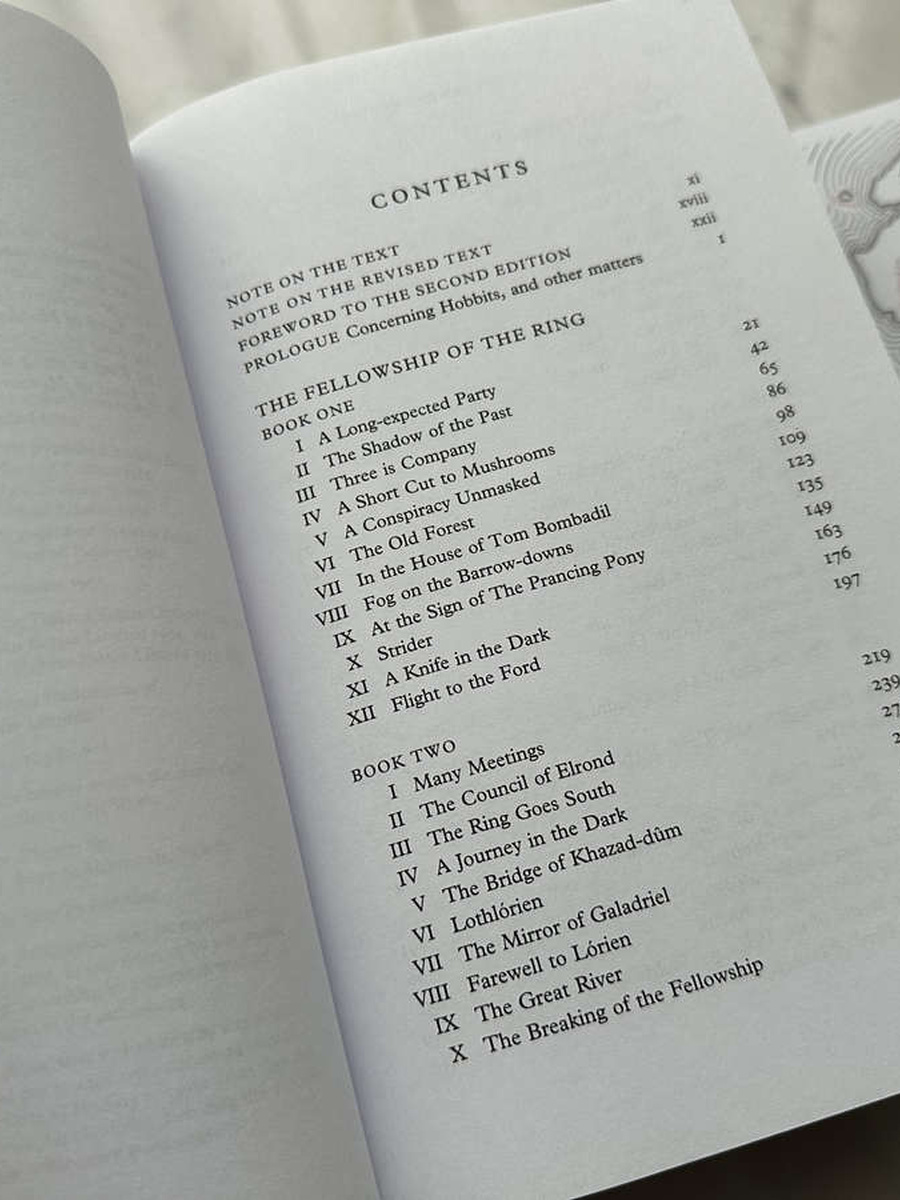 CONTENTS
NOTE ON THE TEXT xi
NOTE ON THE REVISED TEXT xviii
FOREWORD TO THE SECOND EDITION xxii
PROLOGUE Concerning Hobbits, and other matters 1
THE FELLOWSHIP OF THE RING
BOOK ONE
I A Long-expected Party 21
II The Shadow of the Past 42
III Three is Company 65
IV A Short Cut to Mushrooms 86
V A Conspiracy Unmasked 98
VI The Old Forest 109
VII In the House of Tom Bombadil 123
VIII Fog on the Barrow-downs 135
IX At the Sign of The Prancing Pony 149
X Strider 163
XI A Knife in the Dark 176
XII Flight to the Ford 197
BOOK TWO
I Many Meetings 219
II The Council of Elrond 239
III The Ring Goes South
IV A Journey in the Dark
V The Bridge of Khazad-dûm
VI Lothlórien
VII The Mirror of Galadriel
VIII Farewell to Lórien
IX The Great River
X The Breaking of the Fellowship